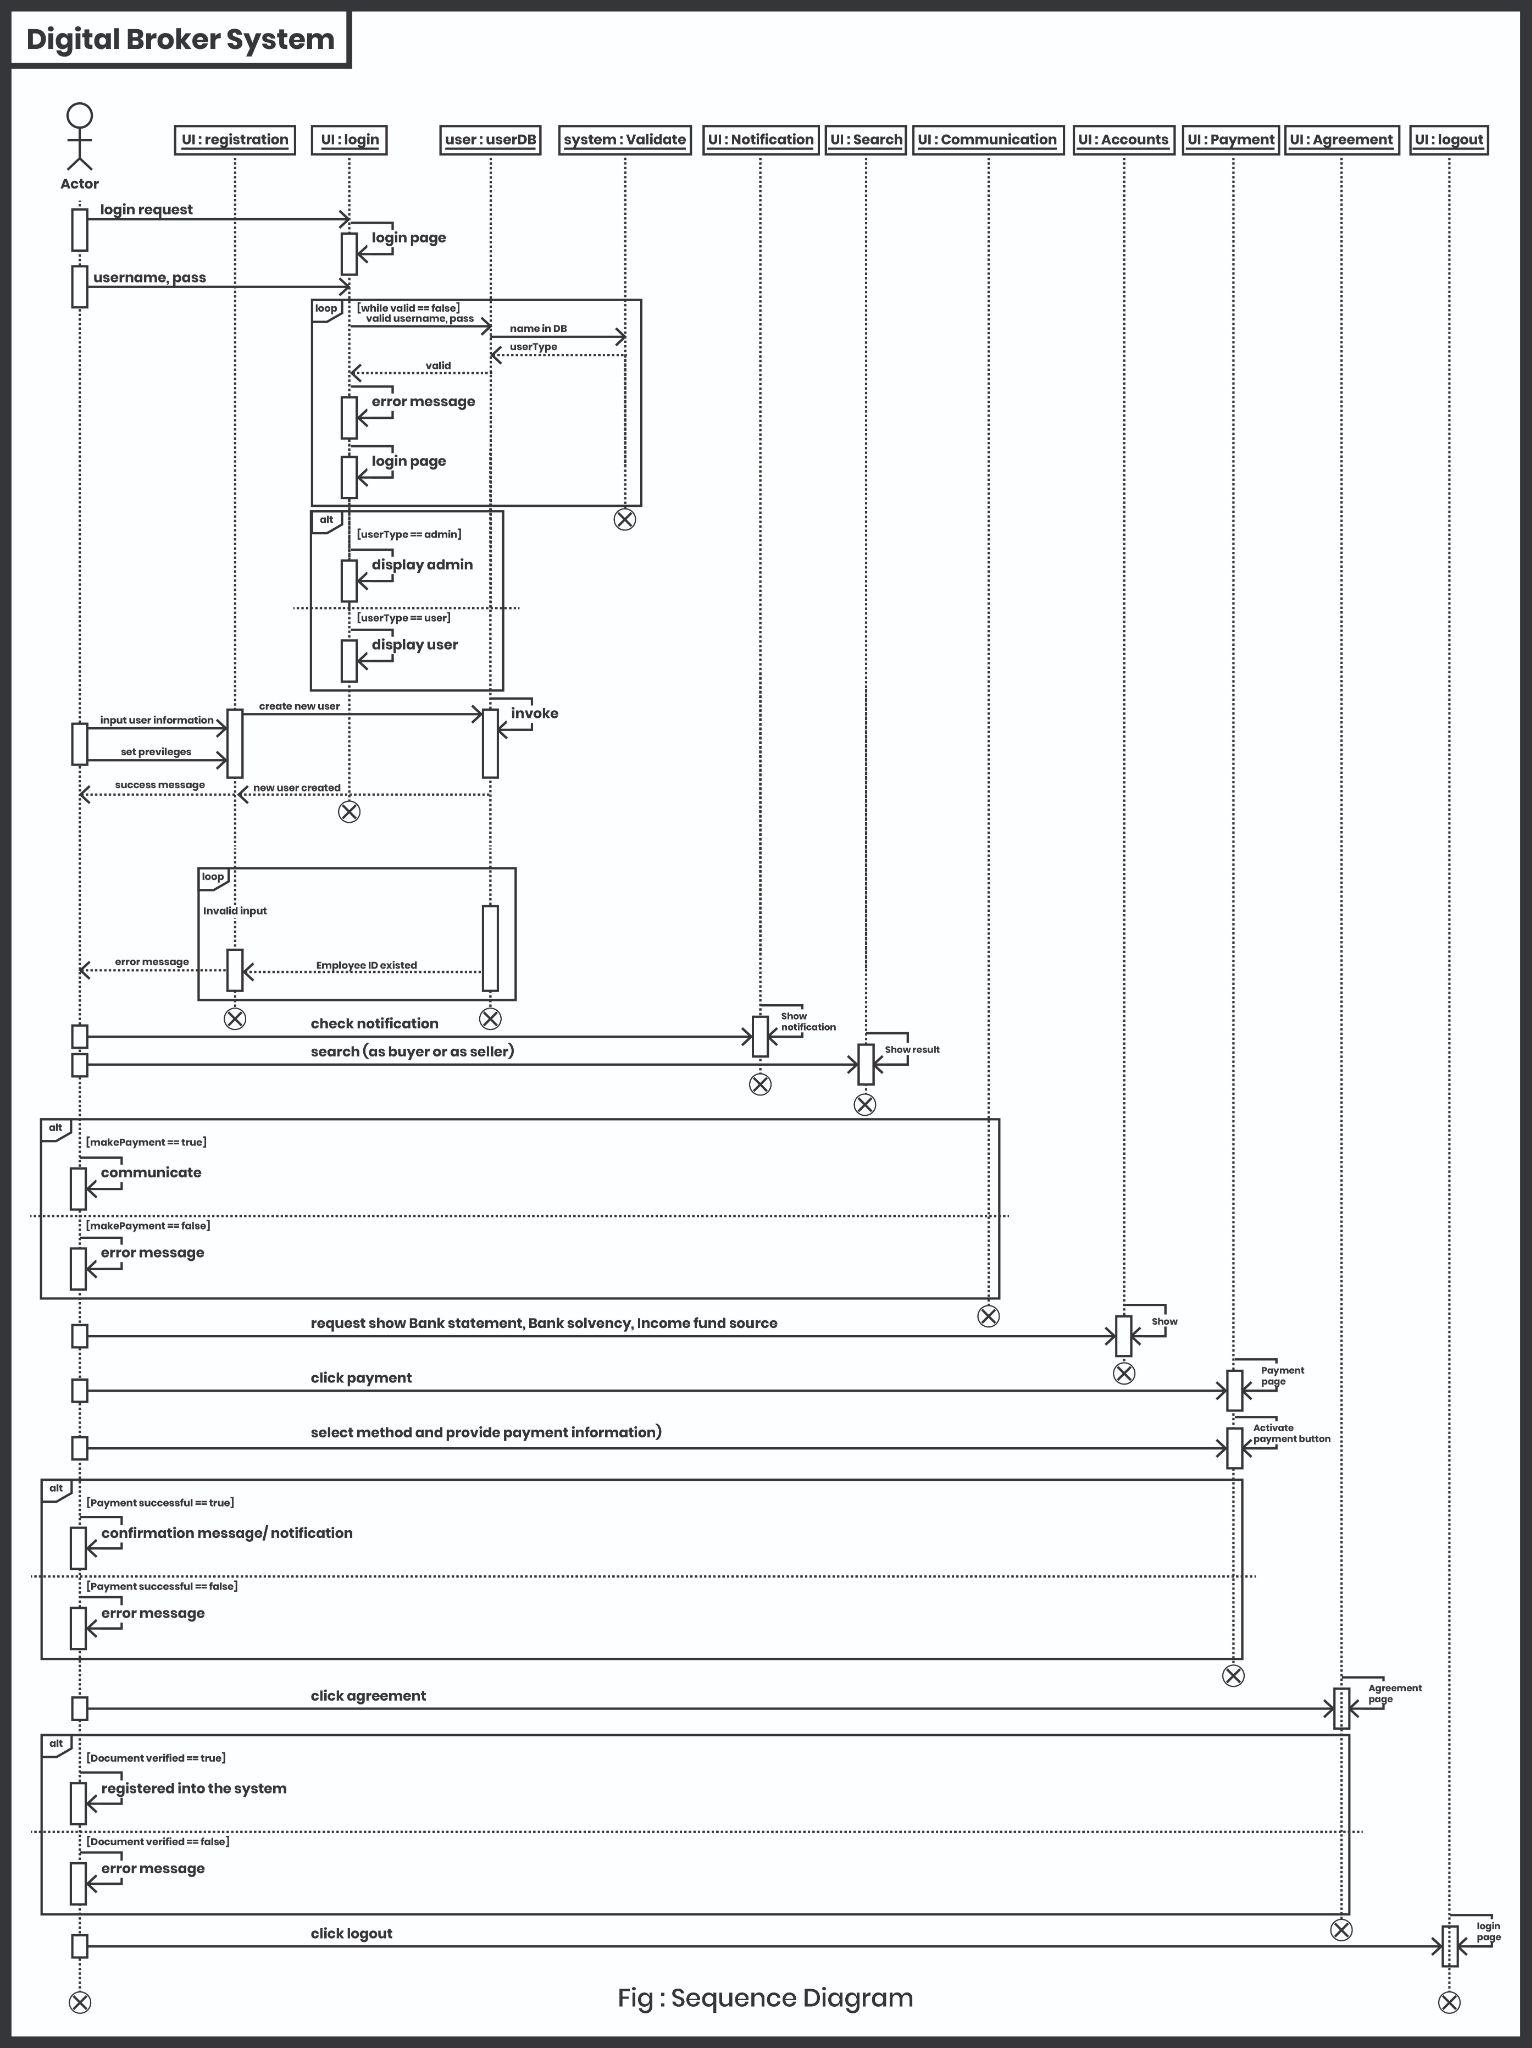 Digital Broker System
UI : registration
UI : login
user : userDB
system : Validate
UI : Notification
UI : Search
UI : Communication
UI : Accounts
UI : Payment
UI : Agreement
UI : logout
Actor
login request
login page
username, pass
loop
[while valid == false]
valid username, pass
name in DB
userType
valid
error message
login page
alt
[userType == admin]
display admin
[userType == user]
display user
create new user
invoke
input user information
set previleges
success message
new user created
loop
Invalid input
error message
Employee ID existed
Show
notification
check notification
search (as buyer or as seller)
Show result
alt
[makePayment == true]
communicate
[makePayment == false]
error message
request show Bank statement, Bank solvency, Income fund source
Show
click payment
Payment
page
select method and provide payment information)
Activate
payment button
alt
[Payment successful == true]
confirmation message/ notification
[Payment successful == false]
error message
click agreement
Agreement
page
alt
[Document verified == true]
registered into the system
[Document verified == false]
error message
click logout
login
page
Fig : Sequence Diagram